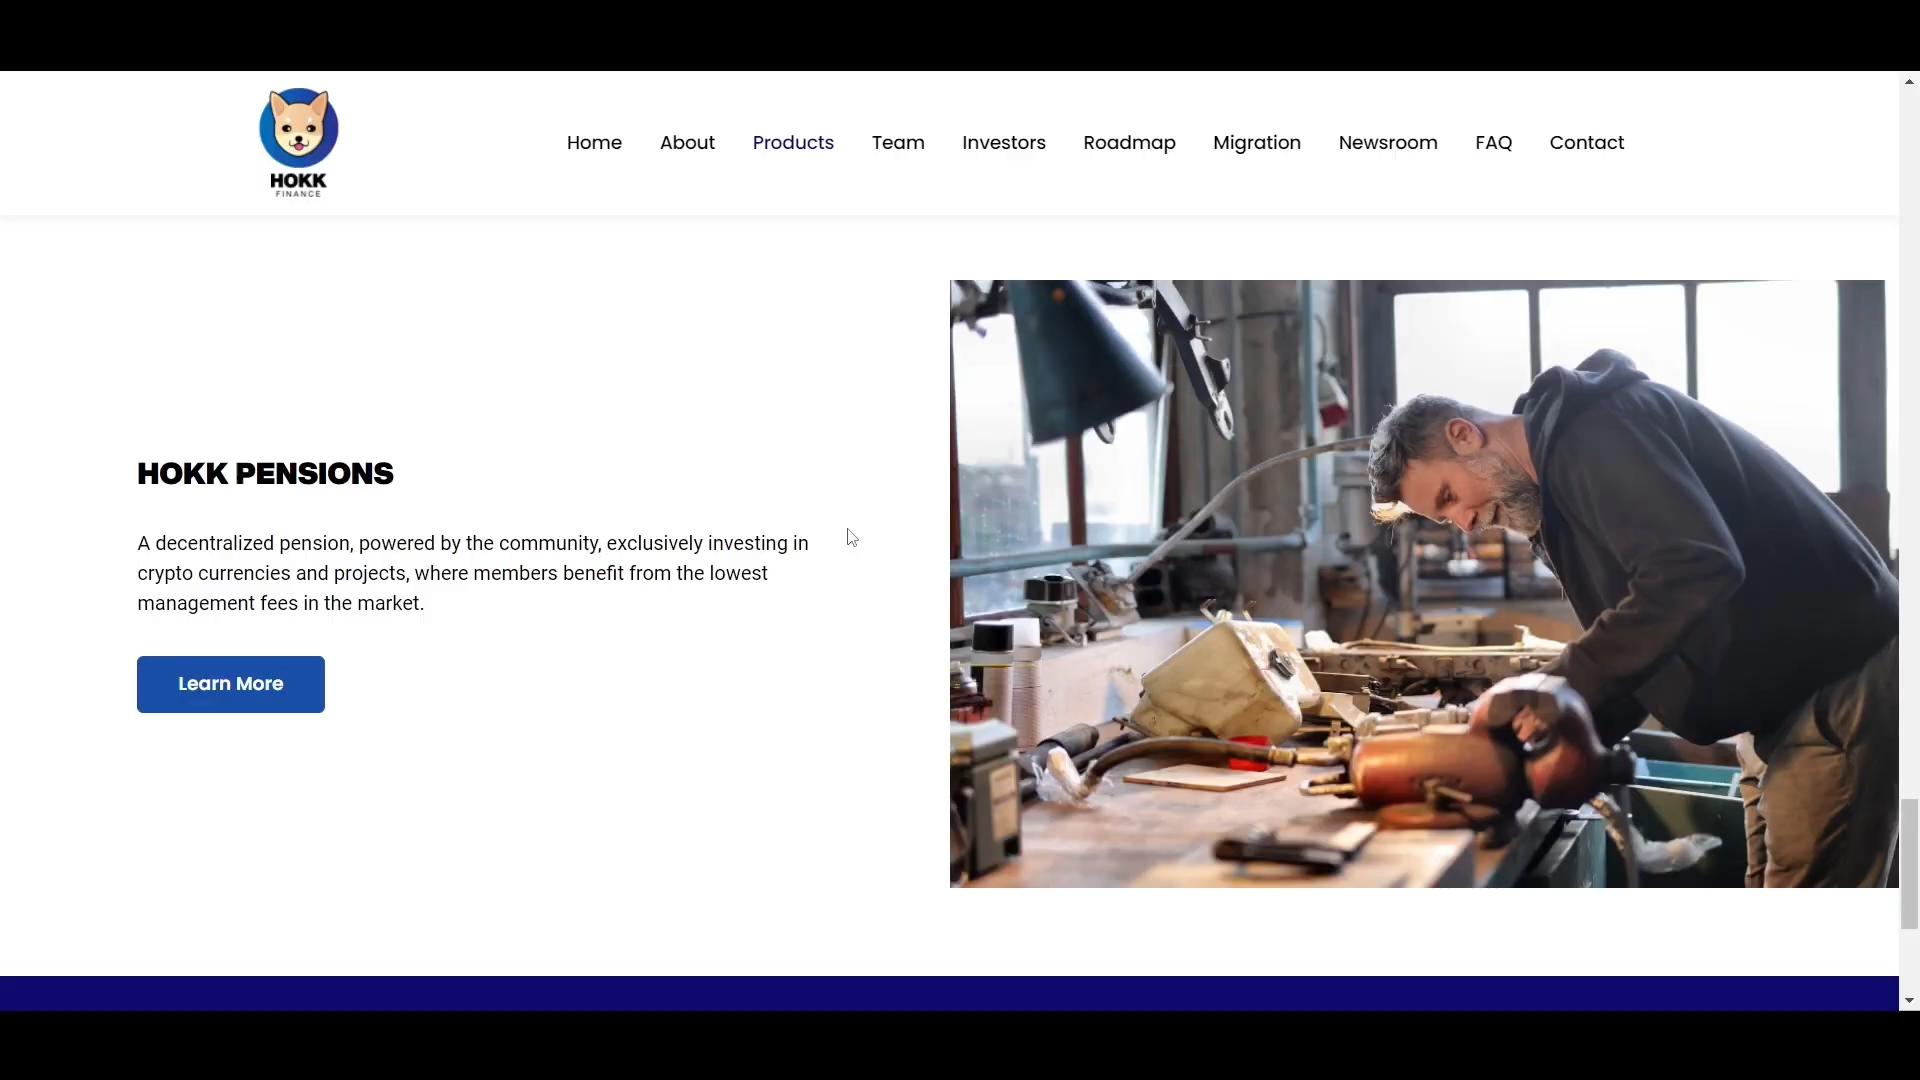 HOKK
FINANCE
Home About Products Team Investors Roadmap Migration Newsroom FAQ Contact
HOKK PENSIONS
A decentralized pension, powered by the community, exclusively investing in
crypto currencies and projects, where members benefit from the lowest
management fees in the market.
Learn More